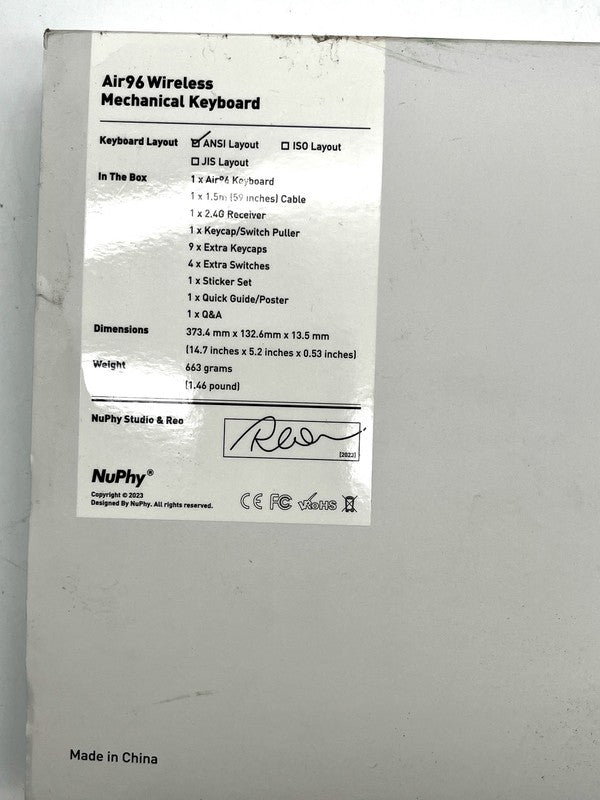 Air96 Wireless
Mechanical Keyboard
Keyboard Layout ☑ ANSI Layout ☐ ISO Layout
☐ JIS Layout
In The Box 1 x Air96 Keyboard
1 x 1.5m (59 inches) Cable
1 x 2.4G Receiver
1 x Keycap/Switch Puller
9 x Extra Keycaps
4 x Extra Switches
1 x Sticker Set
1 x Quick Guide/Poster
1 x Q&A
Dimensions 373.4 mm x 132.6mm x 13.5 mm
(14.7 inches x 5.2 inches x 0.53 inches)
Weight 663 grams
(1.46 pound)
NuPhy Studio & Reo
[2023]
NuPhy®
Copyright © 2023
Designed By NuPhy. All rights reserved.
CE FC RoHS
Made in China